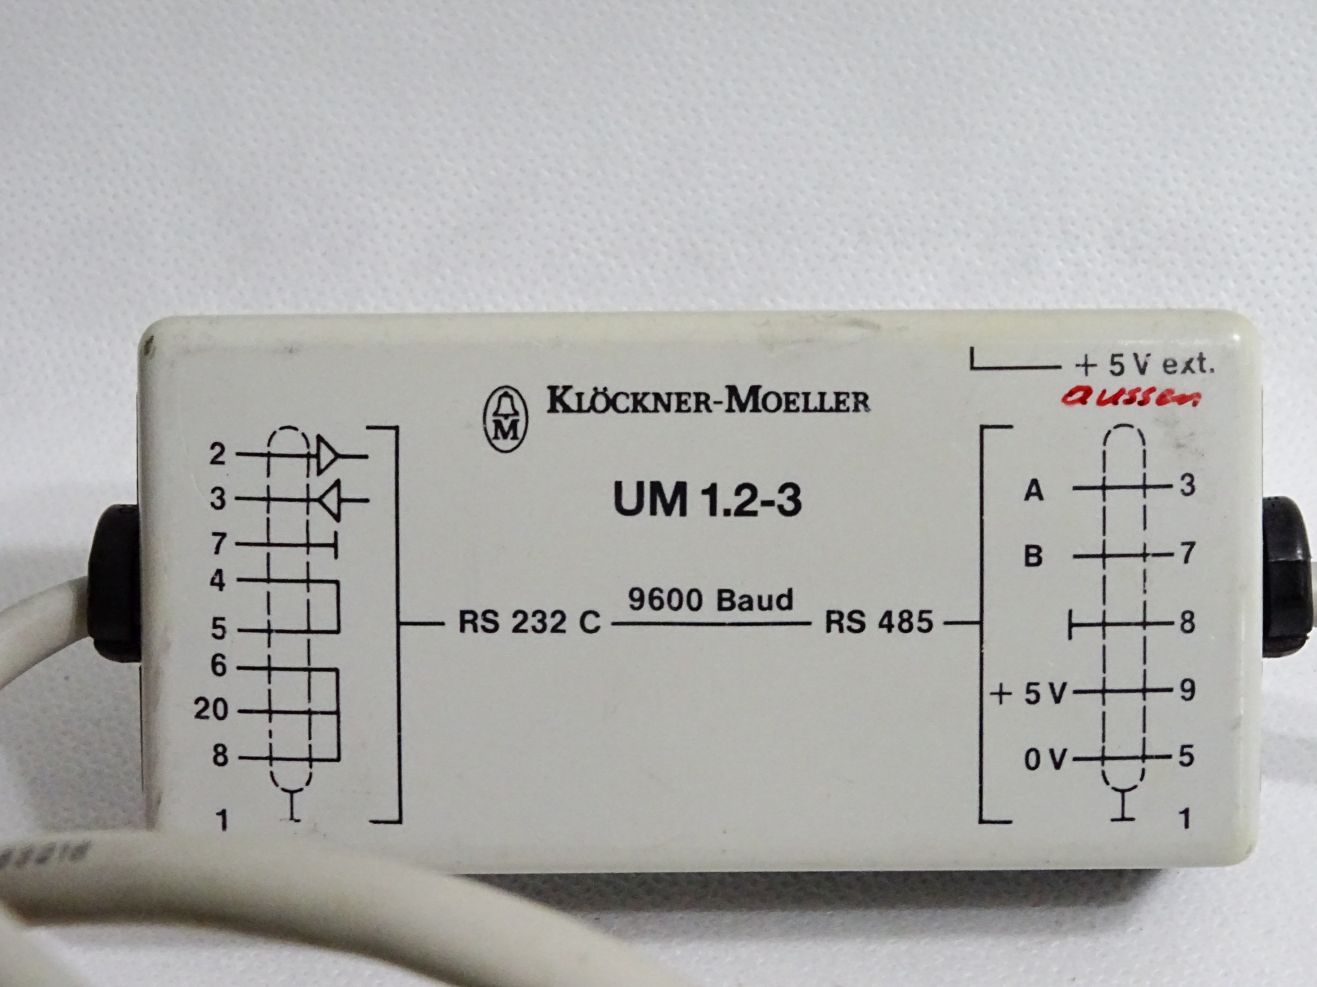 + 5 V ext.
aussen
KLÖCKNER-MOELLER
M
UM 1.2-3
2
3
7
4
5
6
20
8
1
RS 232 C
9600 Baud
RS 485
A 3
B 7
8
+ 5 V 9
0 V 5
1